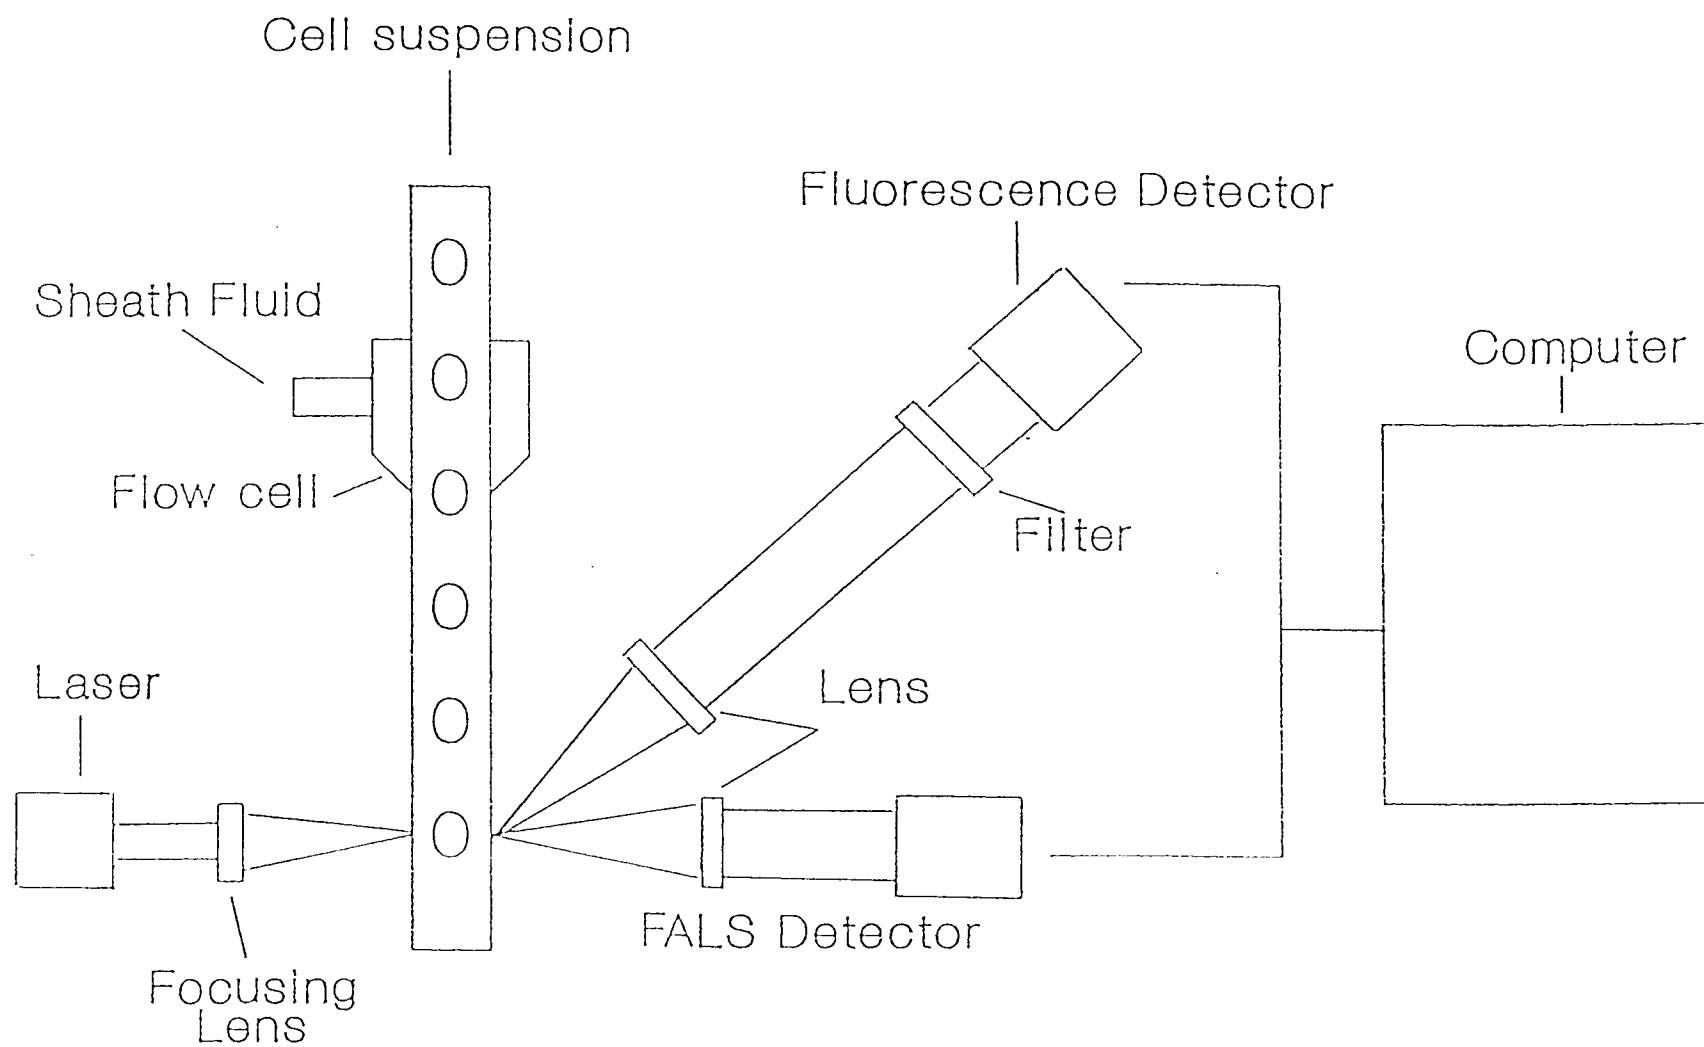 Cell suspension
Fluorescence Detector
Sheath Fluid
Computer
Flow cell
Filter
Laser
Lens
FALS Detector
Focusing
Lens